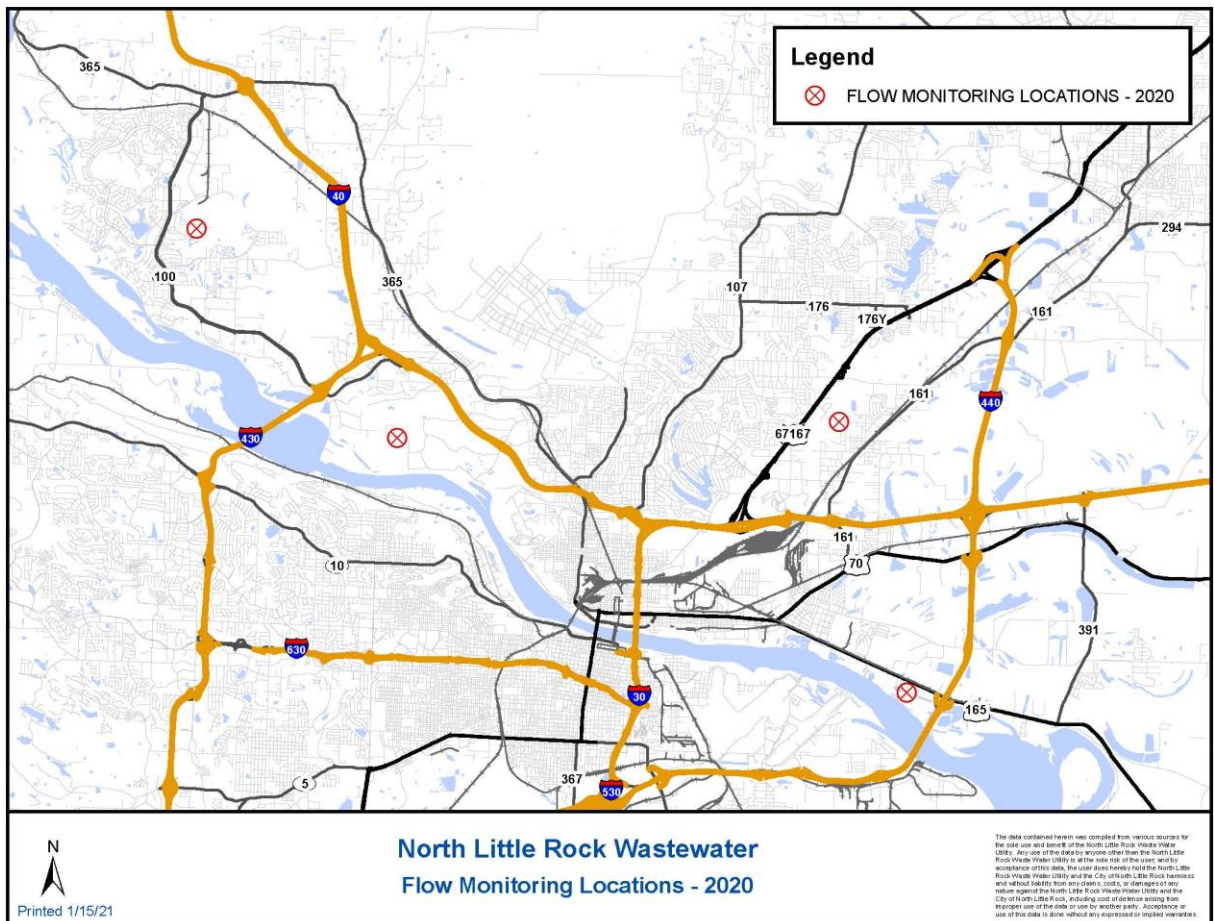 Legend
FLOW MONITORING LOCATIONS - 2020
365
40
294
100
365
107
176
176Y
161
161
440
430
67167
161
10
70
391
630
30
165
5
367
530
N
Printed 1/15/21
North Little Rock Wastewater
Flow Monitoring Locations - 2020
The data contained herein was compiled from various sources for
the sole use and benefit of the North Little Rock Waste Water
Utility. Any use of the data by anyone other than the North Little
Rock Waste Water Utility is at the sole risk of the user, and by
acceptance of this data, the user does hereby hold the North Little
Rock Waste Water Utility and the City of North Little Rock harmless
and without liability from any claims, costs, or damages of any
nature against the North Little Rock Waste Water Utility and the
City of North Little Rock, including cost of defense arising from
improper use of the data or use by another party. Acceptance or
use of this data is done without any expressed or implied warranties.